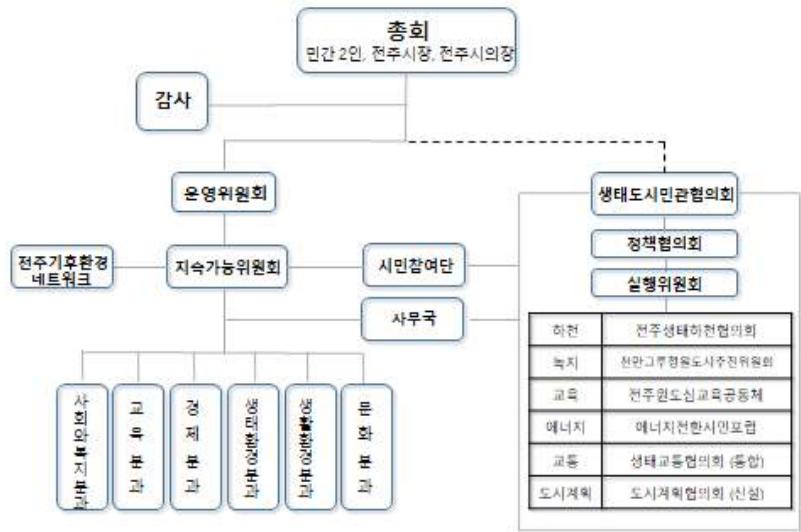 총회
민간 2인, 전주시장, 전주시의장
감사
운영위원회
생태도시민관협의회
정책협의회
전주기후환경
네트워크
지속가능위원회
시민참여단
실행위원회
사무국
하천 전주생태하천협의회
녹지 천만그루정원도시추진위원회
교육 전주원도심교육공동체
에너지 에너지전환시민포럼
교통 생태교통협의회 (통합)
도시계획 도시계획협의회 (신설)
사회와복지분과
교육분과
경제분과
생태환경분과
생활환경분과
문화분과